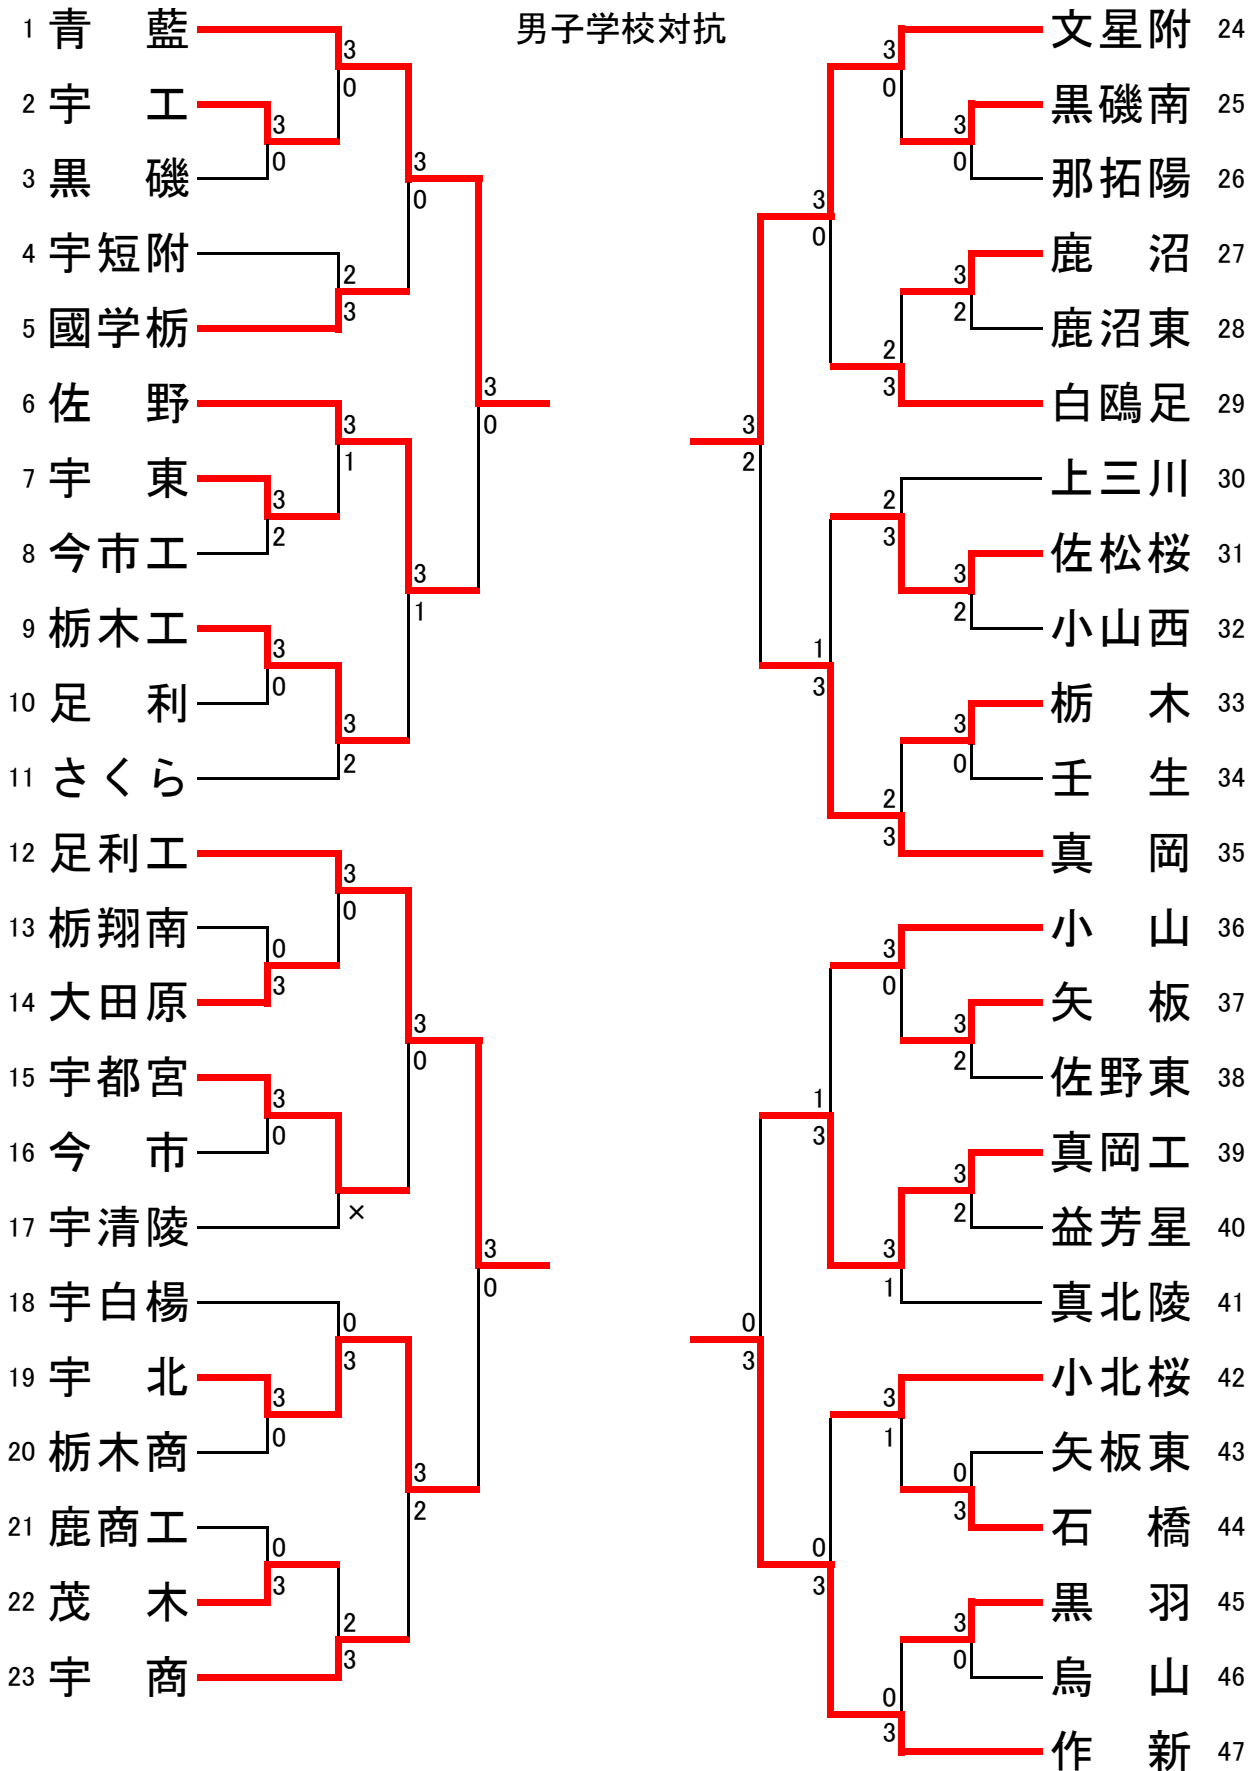 男子学校対抗
1 青藍
2 宇工
3 黒磯
4 宇短附
5 國学栃
6 佐野
7 宇東
8 今市工
9 栃木工
10 足利
11 さくら
12 足利工
13 栃翔南
14 大田原
15 宇都宮
16 今市
17 宇清陵
18 宇白楊
19 宇北
20 栃木商
21 鹿商工
22 茂木
23 宇商
3
0
3
0
3
0
2
3
3
0
3
1
3
2
3
1
3
0
3
2
3
0
0
3
3
0
3
0
×
3
0
0
3
3
0
3
2
0
3
2
3
文星附 24
黒磯南 25
那拓陽 26
鹿沼 27
鹿沼東 28
白鴎足 29
上三川 30
佐松桜 31
小山西 32
栃木 33
壬生 34
真岡 35
小山 36
矢板 37
佐野東 38
真岡工 39
益芳星 40
真北陵 41
小北桜 42
矢板東 43
石橋 44
黒羽 45
烏山 46
作新 47
3
0
3
0
3
0
3
2
2
3
3
2
2
3
3
2
1
3
3
0
2
3
3
0
3
2
1
3
3
2
3
1
0
3
3
1
0
3
0
3
3
0
0
3